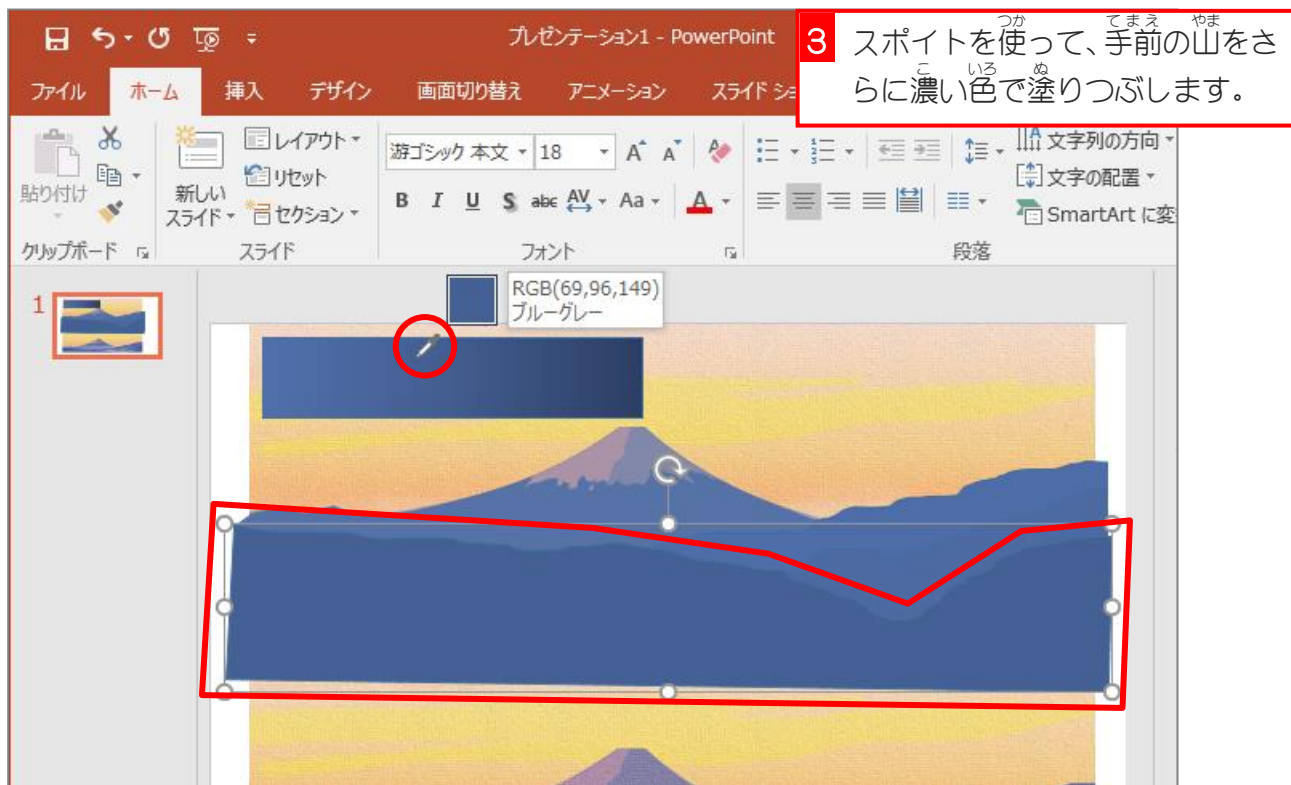 プレゼンテーション1 - PowerPoint
3 スポイトを使って、手前の山をさ
らに濃い色で塗りつぶします。
つか てまえ やま
こ いろ ぬ
ファイル ホーム 挿入 デザイン 画面切り替え アニメーション スライド ショ
貼り付け
新しい
スライド
レイアウト
リセット
セクション
游ゴシック 本文 18 A A
B I U S abc AV Aa A
文字列の方向
文字の配置
SmartArt に変
クリップボード スライド フォント 段落
1
RGB(69,96,149)
ブルーグレー